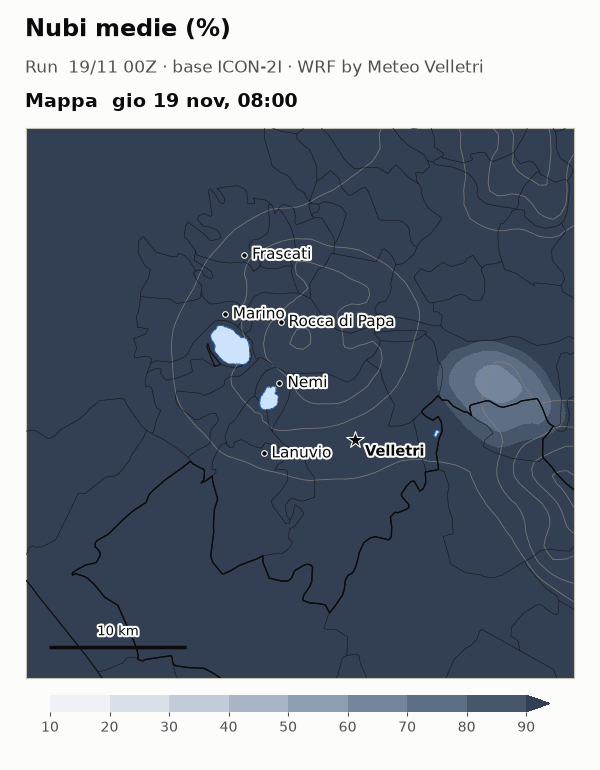 Nubi medie (%)
Run  19/11 00Z · base ICON-2I · WRF by Meteo Velletri
Mappa  gio 19 nov, 08:00
Frascati
Marino
Rocca di Papa
Nemi
Velletri
Lanuvio
10 km
10 20 30 40 50 60 70 80 90